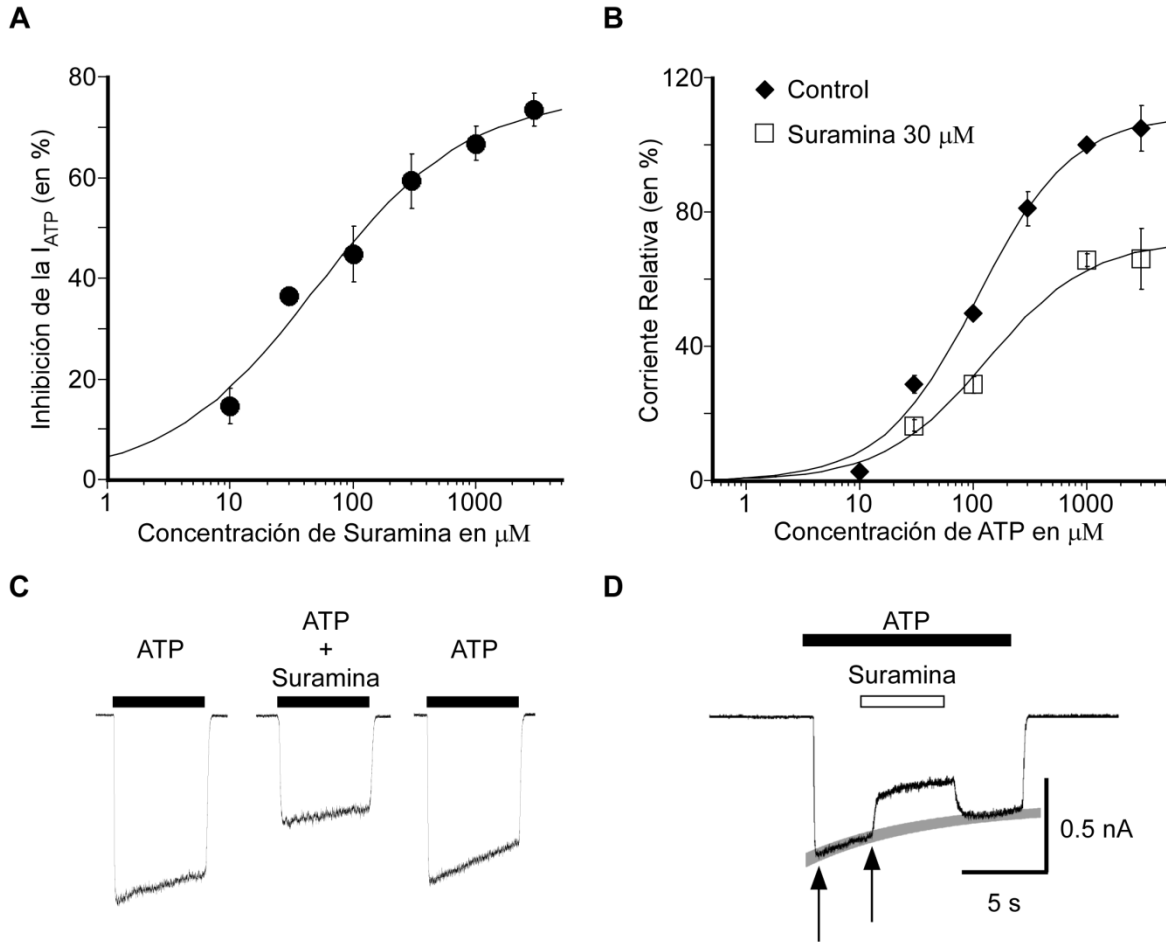 A
Inhibición de la I_ATP (en %)
80
60
40
20
0
1
10
100
1000
Concentración de Suramina en μM
B
Corriente Relativa (en %)
120
80
40
0
Control
Suramina 30 μM
1
10
100
1000
Concentración de ATP en μM
C
ATP
ATP
+
Suramina
ATP
D
ATP
Suramina
0.5 nA
5 s